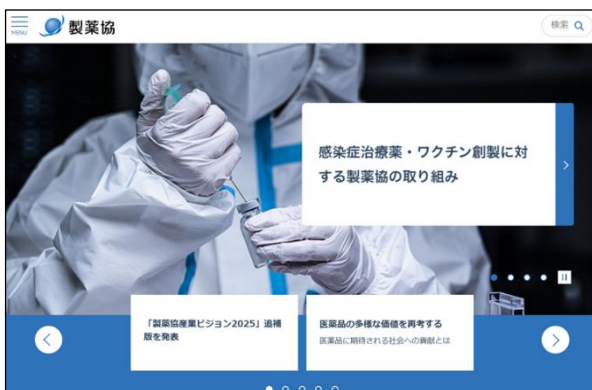 MENU
製薬協
検索
感染症治療薬・ワクチン創製に対
する製薬協の取り組み
「製薬協産業ビジョン2025」追補
版を発表
医薬品の多様な価値を再考する
医薬品に期待される社会への貢献とは